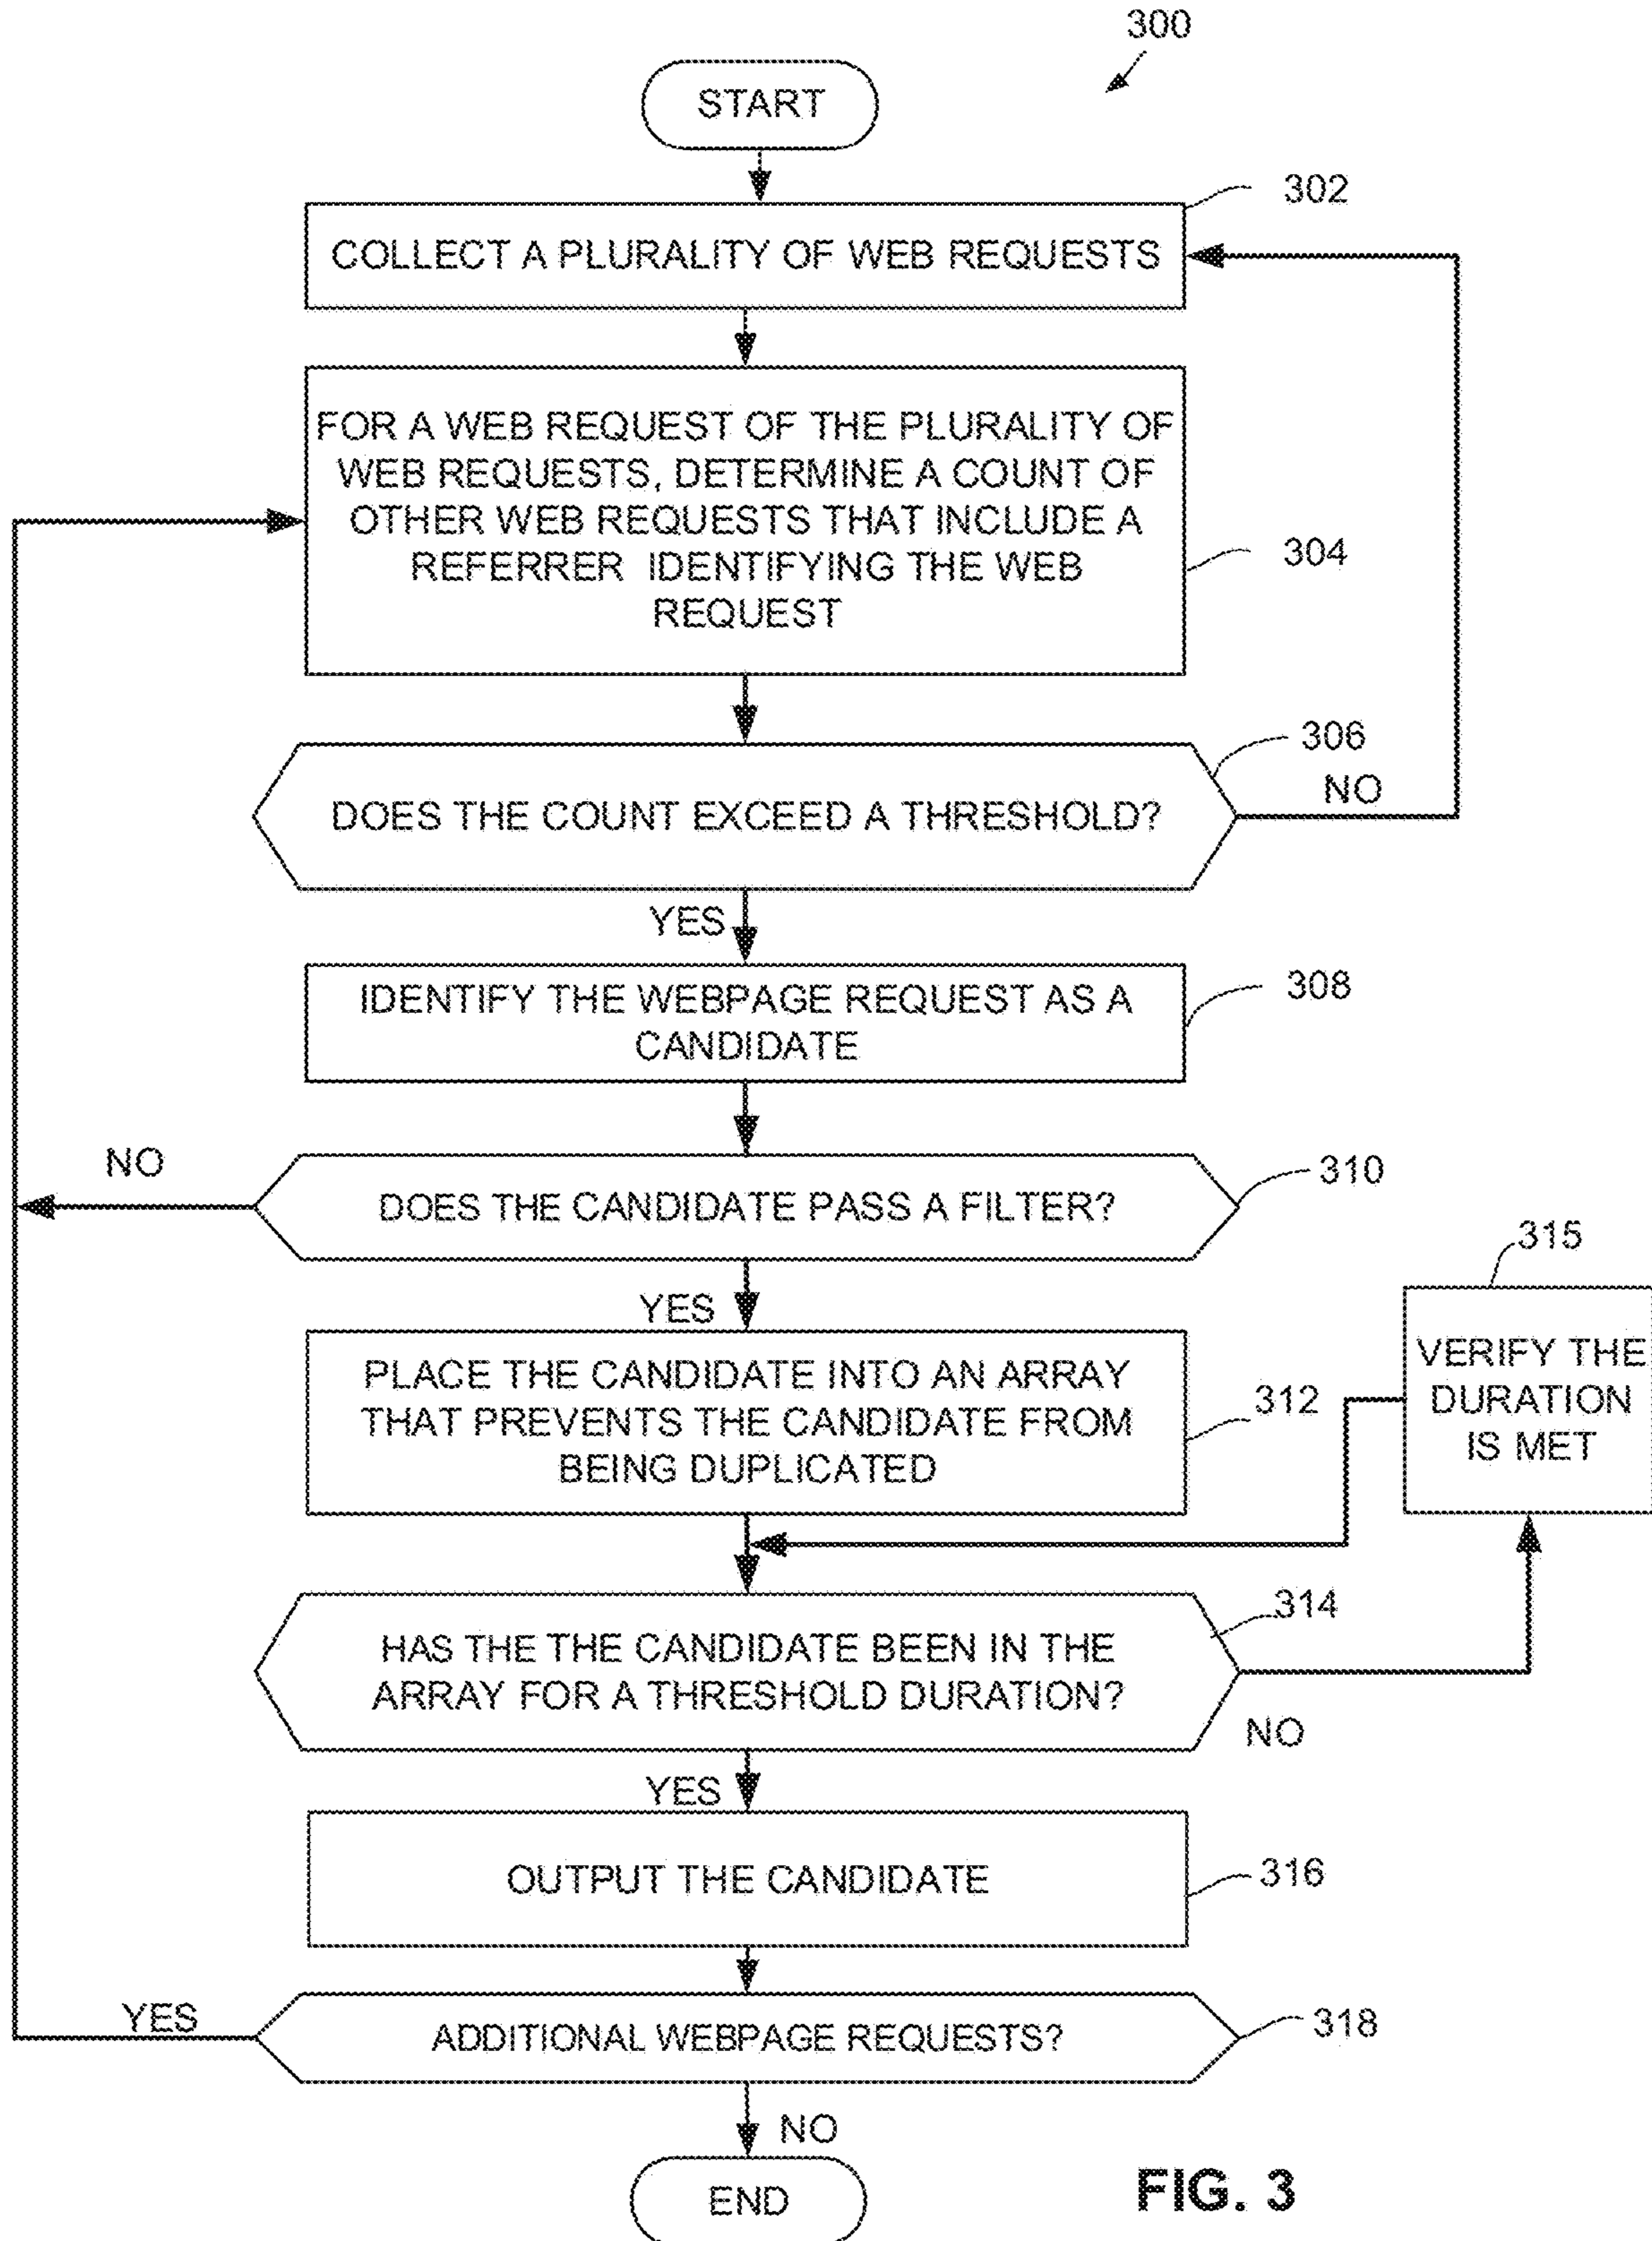 300
START
302
COLLECT A PLURALITY OF WEB REQUESTS
FOR A WEB REQUEST OF THE PLURALITY OF
WEB REQUESTS, DETERMINE A COUNT OF
OTHER WEB REQUESTS THAT INCLUDE A
REFERRER IDENTIFYING THE WEB
REQUEST
304
306
NO
DOES THE COUNT EXCEED A THRESHOLD?
YES
308
IDENTIFY THE WEBPAGE REQUEST AS A
CANDIDATE
NO
310
DOES THE CANDIDATE PASS A FILTER?
YES
315
VERIFY THE
DURATION
IS MET
PLACE THE CANDIDATE INTO AN ARRAY
THAT PREVENTS THE CANDIDATE FROM
BEING DUPLICATED
312
314
HAS THE THE CANDIDATE BEEN IN THE
ARRAY FOR A THRESHOLD DURATION?
NO
YES
OUTPUT THE CANDIDATE
316
YES
ADDITIONAL WEBPAGE REQUESTS?
318
NO
END
FIG. 3